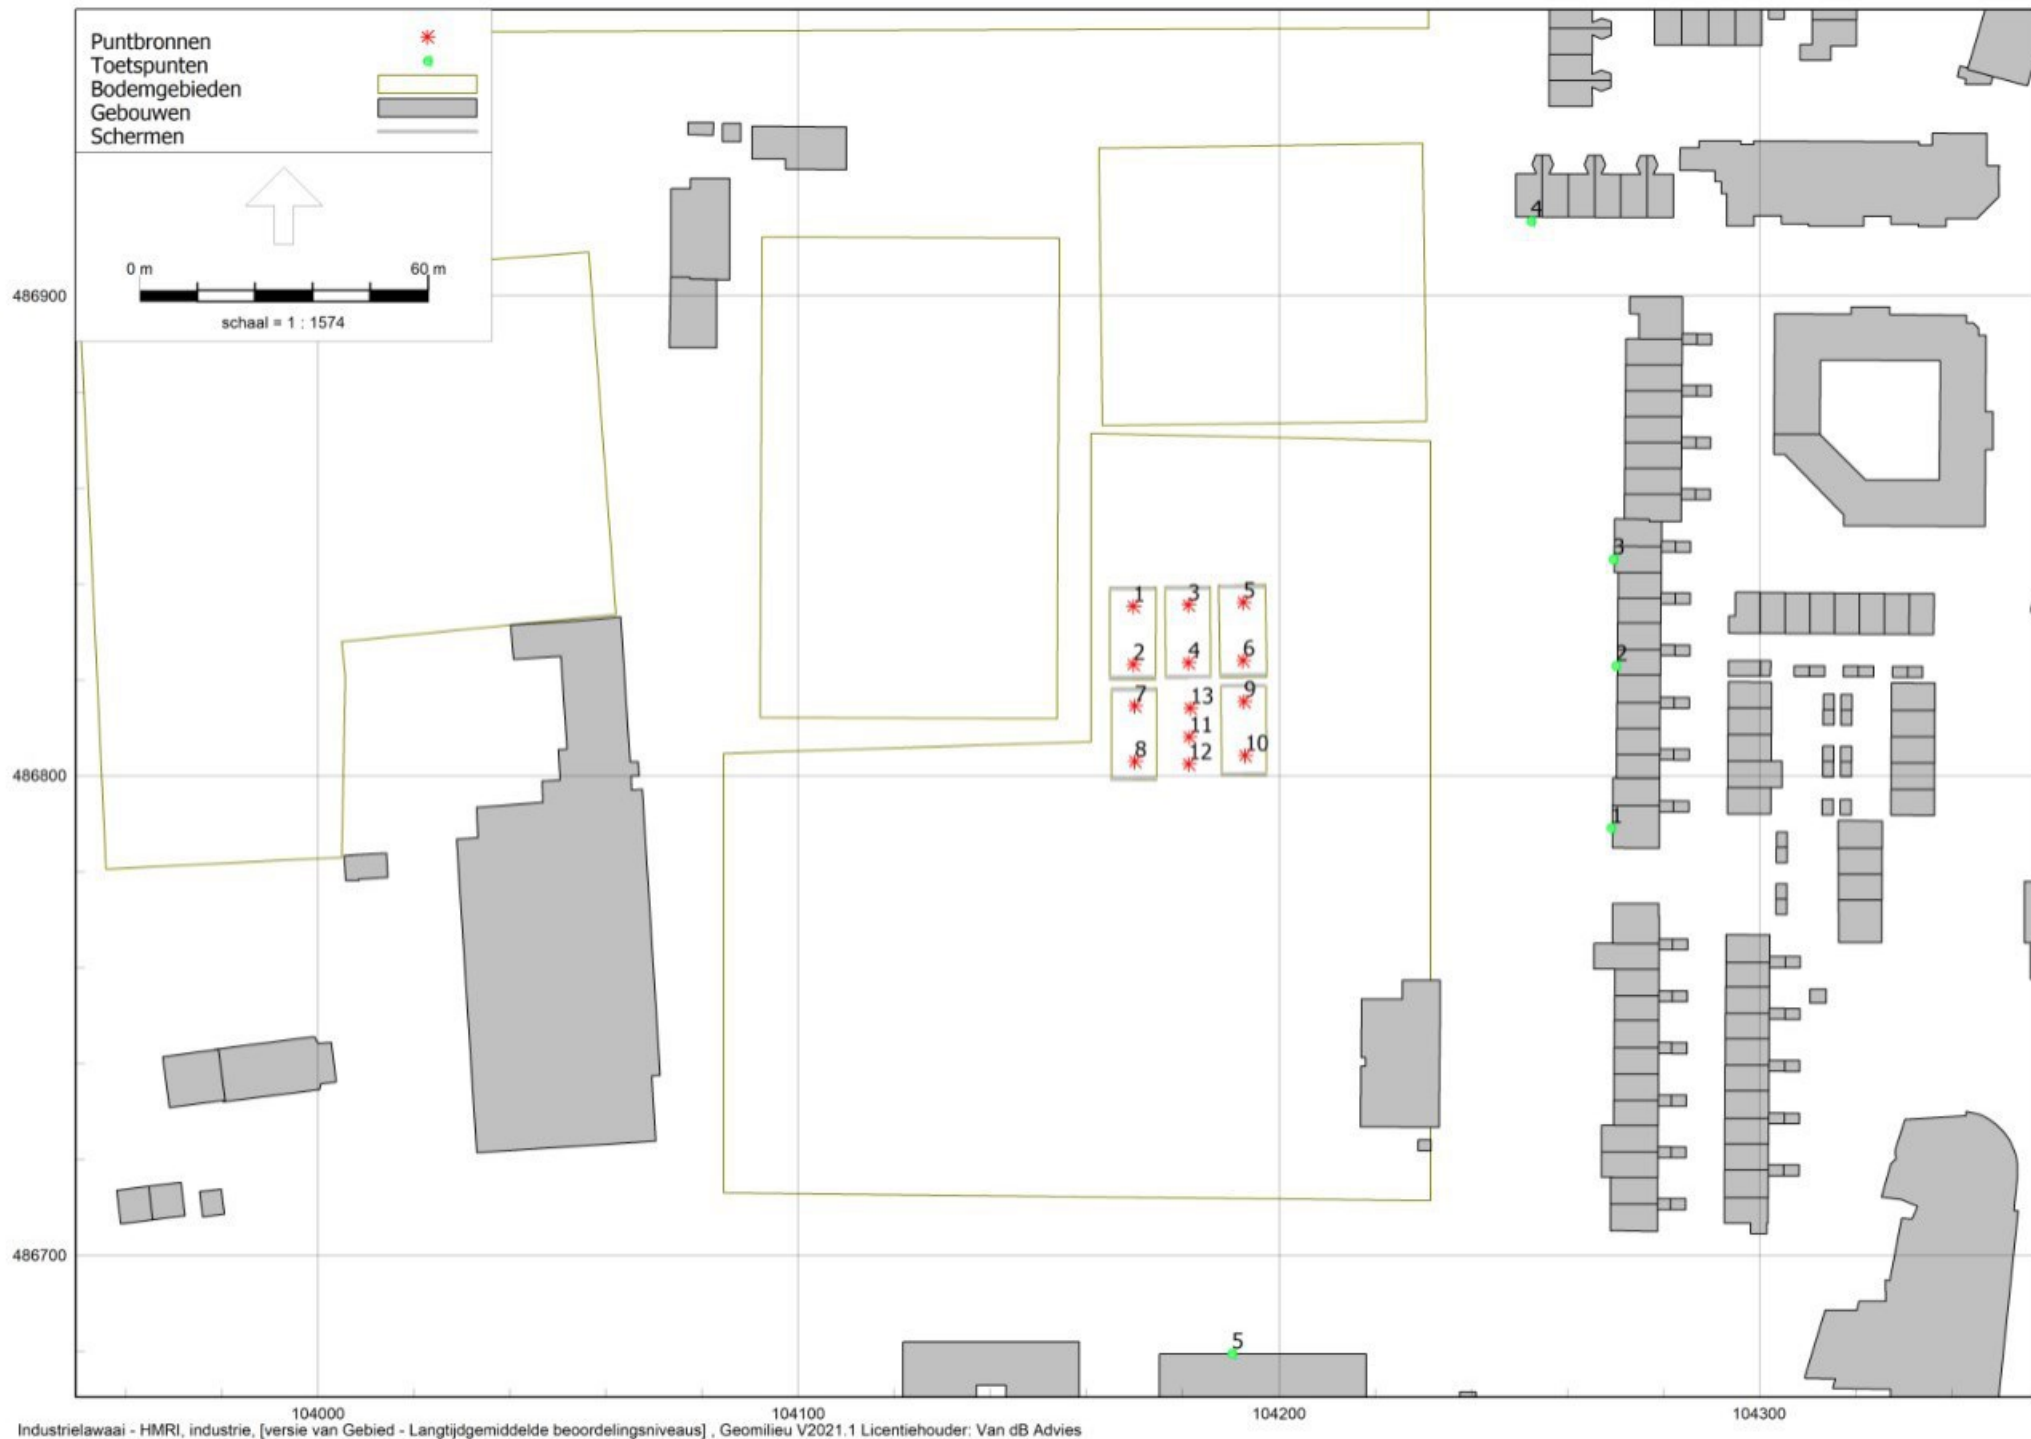 Puntbronnen
Toetspunten
Bodemgebieden
Gebouwen
Schermen
0 m 60 m
schaal = 1 : 1574
4
486900
3
1 3 5
2 4 6
2
7 13 9
11
8 12 10
486800
1
486700
5
104000 104100 104200 104300
Industrielawaai - HMRI, industrie, [versie van Gebied - Langtijdgemiddelde beoordelingsniveaus] , Geomilieu V2021.1 Licentiehouder: Van dB Advies